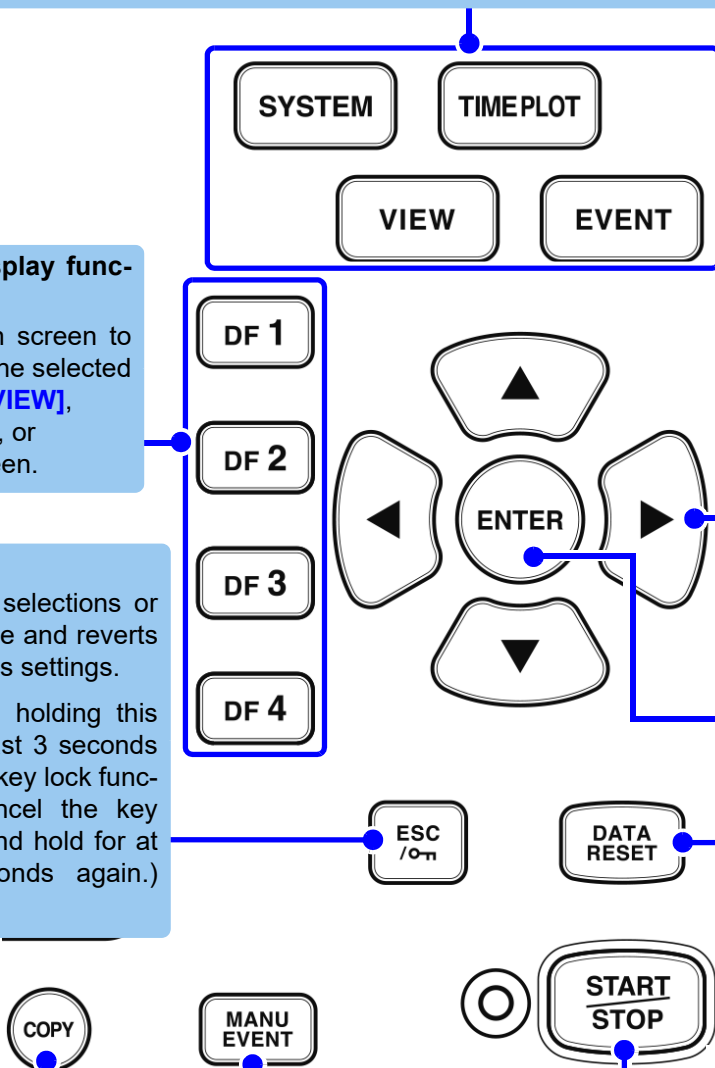 SYSTEM
TIMEPLOT
VIEW
EVENT
splay func-
n screen to
he selected
VIEW],
, or
een.
DF 1
DF 2
DF 3
DF 4
ENTER
selections or
e and reverts
s settings.
holding this
st 3 seconds
key lock func-
ncel the key
nd hold for at
onds again.)
ESC
/
DATA
RESET
COPY
MANU
EVENT
START
STOP